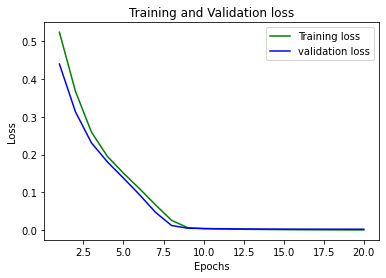 Training and Validation loss
Training loss
validation loss
Loss
0.5
0.4
0.3
0.2
0.1
0.0
2.5 5.0 7.5 10.0 12.5 15.0 17.5 20.0
Epochs